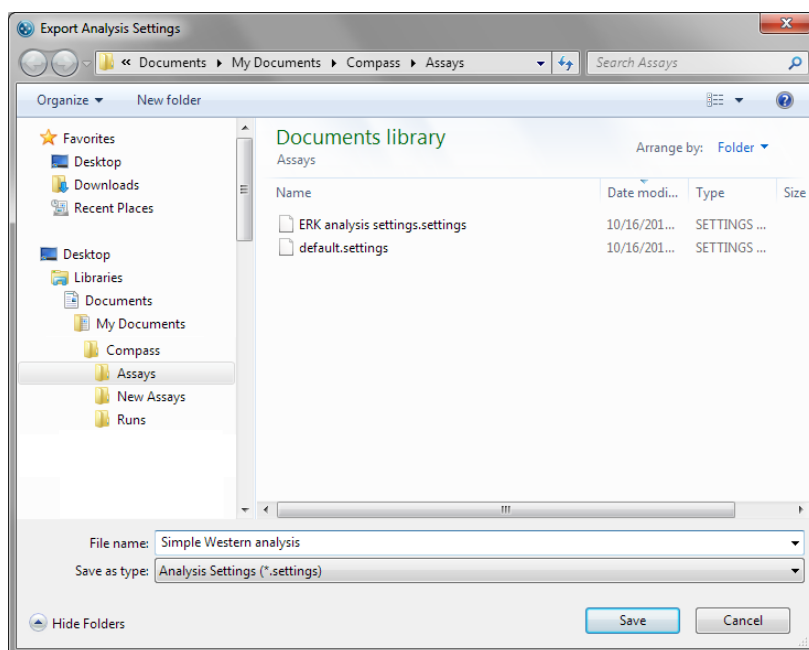 Export Analysis Settings
« Documents My Documents Compass Assays Search Assays
Organize New folder
Favorites
Desktop
Downloads
Recent Places
Desktop
Libraries
Documents
My Documents
Compass
Assays
New Assays
Runs
Documents library
Assays
Arrange by: Folder
Name Date modi... Type Size
ERK analysis settings.settings 10/16/201... SETTINGS ...
default.settings 10/16/201... SETTINGS ...
File name: Simple Western analysis
Save as type: Analysis Settings (*.settings)
Hide Folders Save Cancel